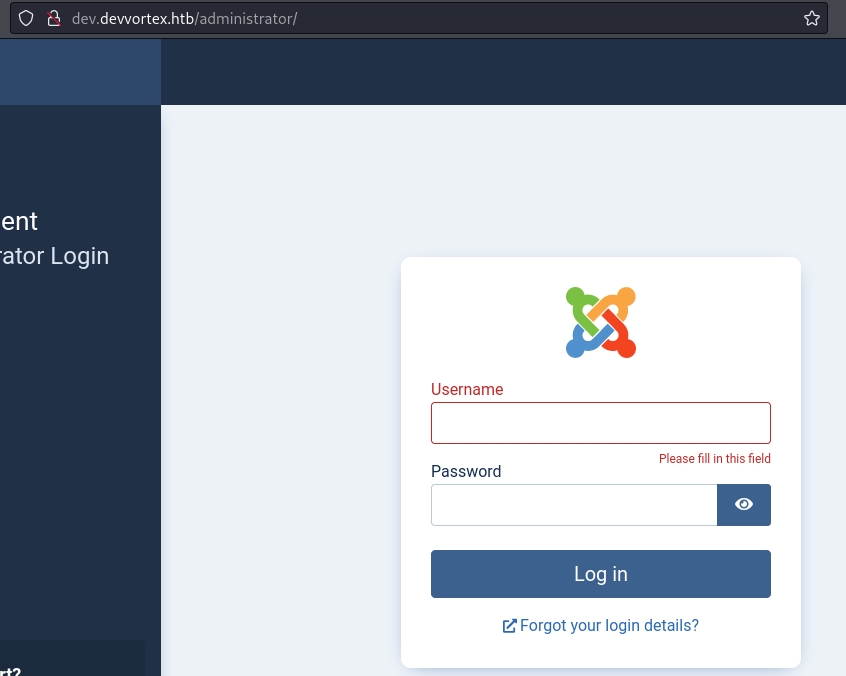 dev.devvortex.htb/administrator/
ent
rator Login
Username
Please fill in this field
Password
Log in
Forgot your login details?
rt?